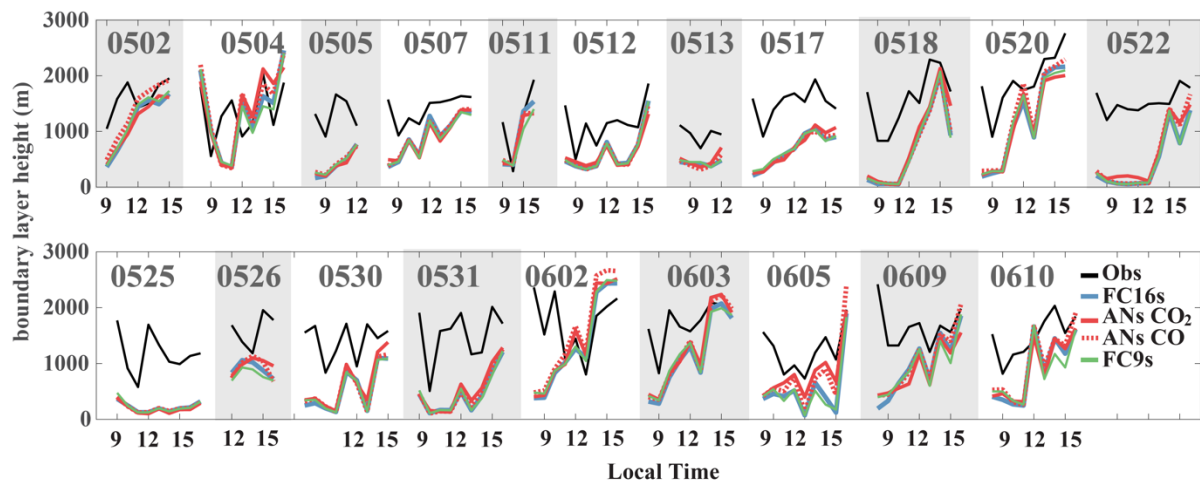 3000
0502 0504 0505 0507 0511 0512 0513 0517 0518 0520 0522
2000
1000
0
9 12 15 9 12 15 9 12 9 12 15 9 12 15 9 12 15 9 12 9 12 15 9 12 15 9 12 15 9 12 15
boundary layer height (m)
3000
0525 0526 0530 0531 0602 0603 0605 0609 0610
Obs
2000
FC16s
ANs CO₂
1000
ANs CO
FC9s
0
9 12 15 12 15 12 15 9 12 15 9 12 15 9 12 15 9 12 15 9 12 15 9 12 15
Local Time